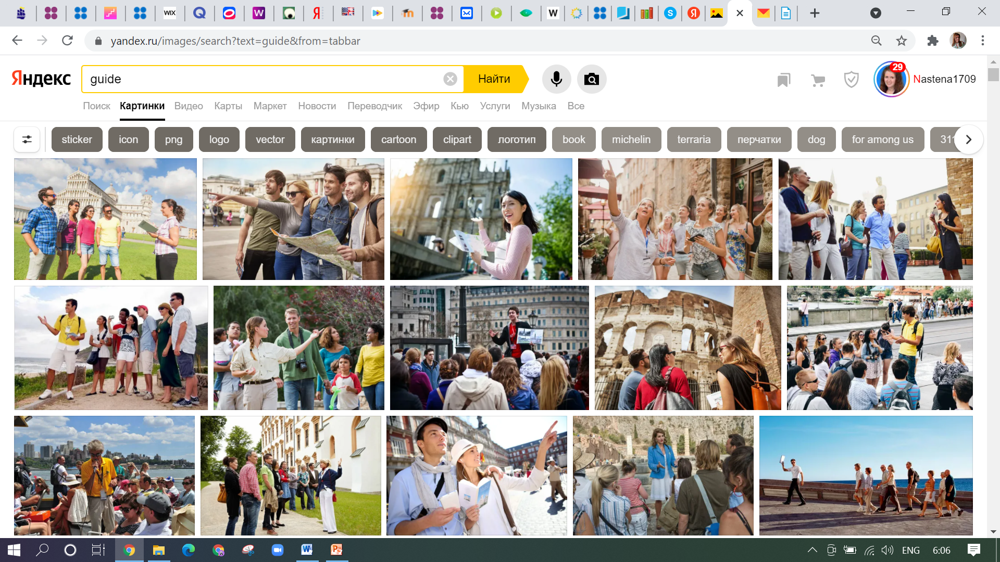 WIX
yandex.ru/images/search?text=guide&from=tabbar
Яндекс
guide
Найти
29
Nastena1709
Поиск Картинки Видео Карты Маркет Новости Переводчик Эфир Кью Услуги Музыка Все
sticker icon png logo vector картинки cartoon clipart логотип book michelin terraria перчатки dog for among us 311
ENG 6:06